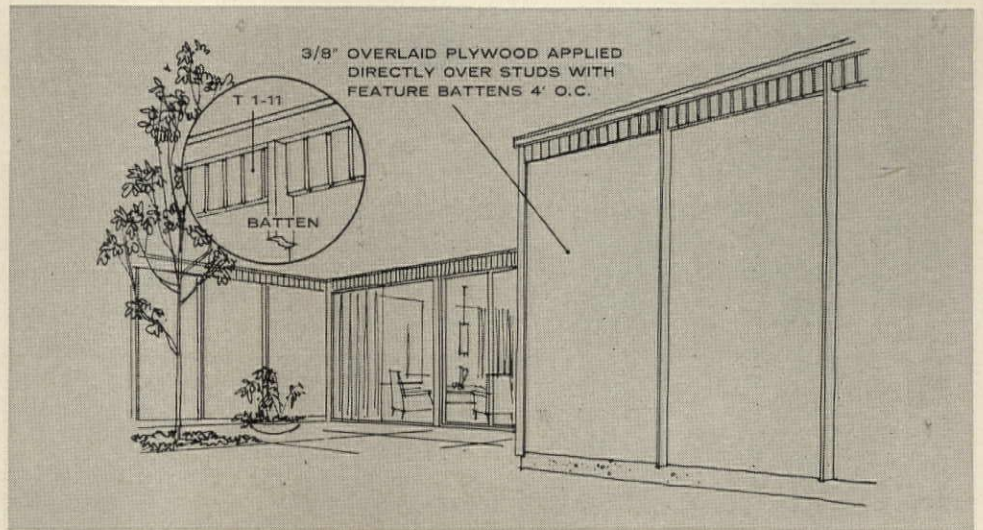 3/8" OVERLAID PLYWOOD APPLIED
DIRECTLY OVER STUDS WITH
FEATURE BATTENS 4' O.C.
T 1-11
BATTEN